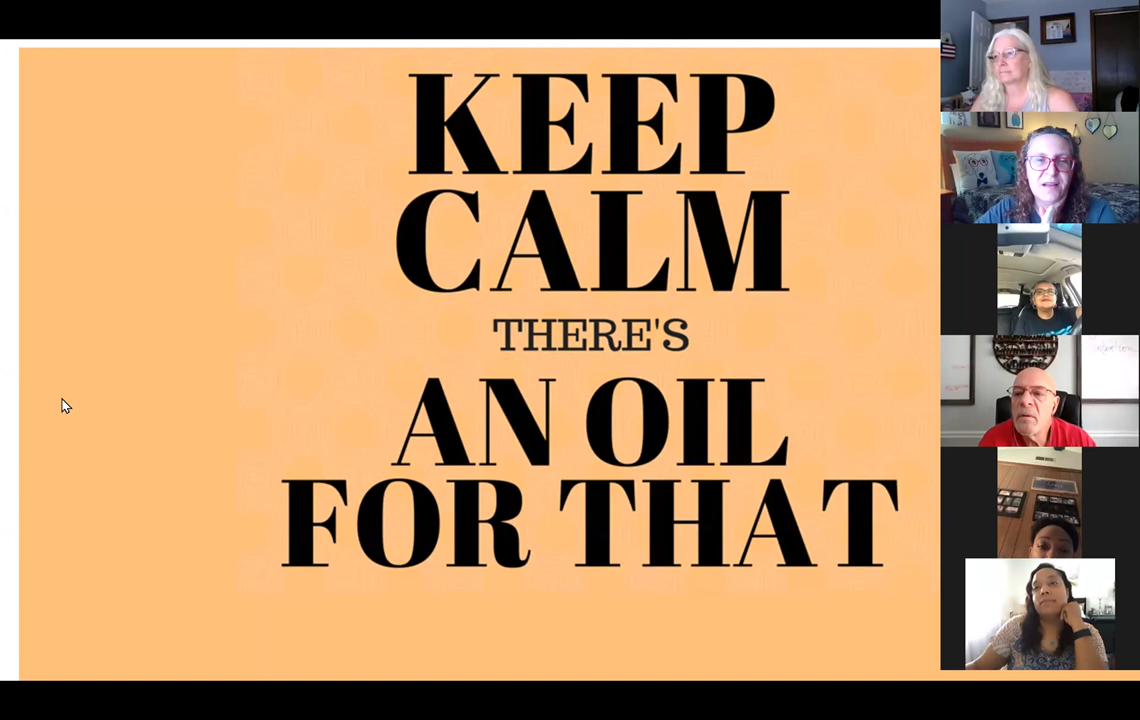 KEEP
CALM
THERE'S
AN OIL
FOR THAT